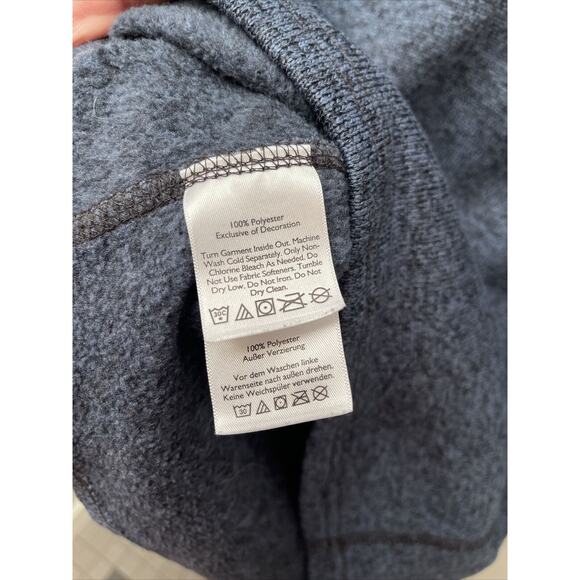 100% Polyester
Exclusive of Decoration
Turn Garment Inside Out. Machine
Wash Cold Separately. Only Non-
Chlorine Bleach As Needed. Do
Not Use Fabric Softeners. Tumble
Dry Low. Do Not Iron. Do Not
Dry Clean.
30C
100% Polyester
Außer Verzierung
Vor dem Waschen linke
Warenseite nach außen drehen.
Keine Weichspüler verwenden.
30